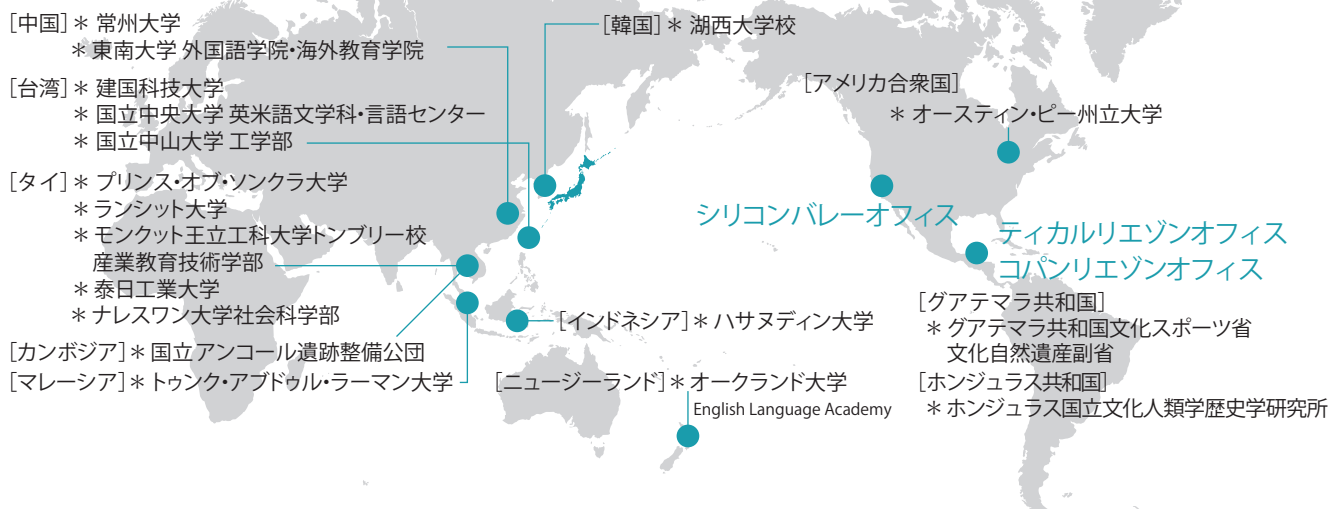 [中国]＊ 常州大学
＊ 東南大学 外国語学院・海外教育学院
[台湾]＊ 建国科技大学
＊ 国立中央大学 英米語文学科・言語センター
＊ 国立中山大学 工学部
[タイ]＊ プリンス・オブ・ソンクラ大学
＊ ランシット大学
＊ モンクット王立工科大学トンブリー校
産業教育技術学部
＊ 泰日工業大学
＊ ナレスワン大学社会科学部
[カンボジア]＊ 国立アンコール遺跡整備公団
[マレーシア]＊ トゥンク・アブドゥル・ラーマン大学
[韓国]＊ 湖西大学校
[インドネシア]＊ ハサヌディン大学
[ニュージーランド]＊ オークランド大学
English Language Academy
[アメリカ合衆国]
＊ オースティン・ピー州立大学
シリコンバレーオフィス
ティカルリエゾンオフィス
コパンリエゾンオフィス
[グアテマラ共和国]
＊ グアテマラ共和国文化スポーツ省
文化自然遺産副省
[ホンジュラス共和国]
＊ ホンジュラス国立文化人類学歴史学研究所